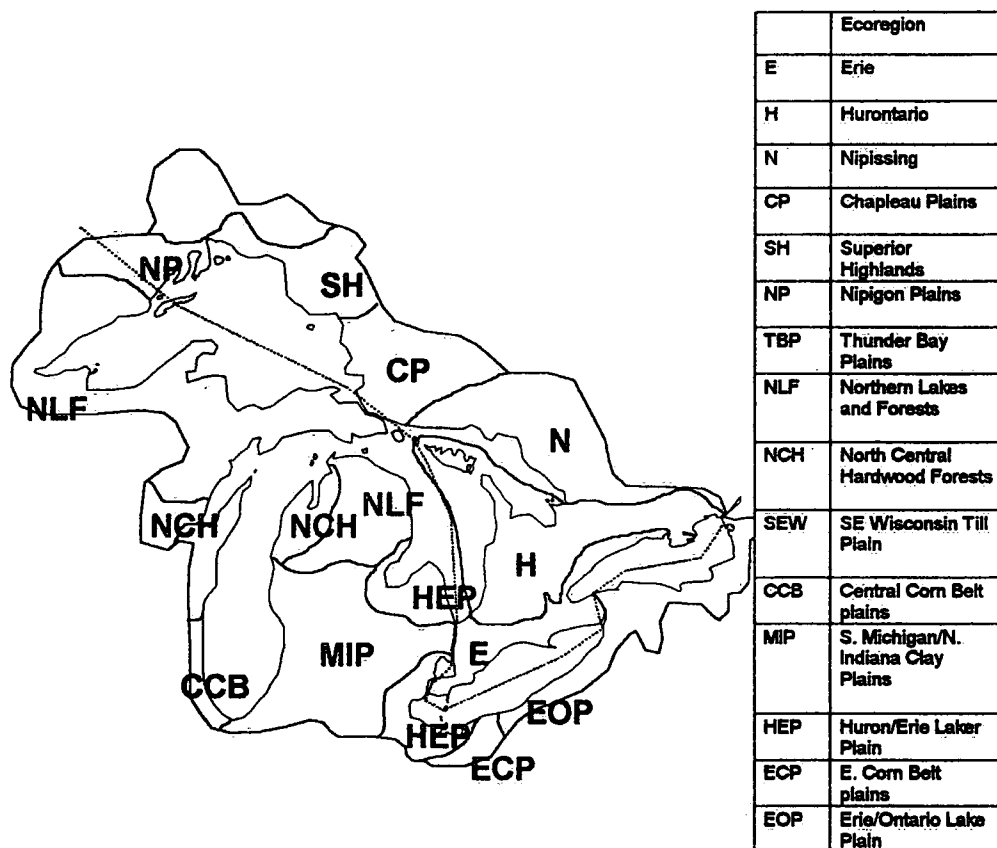 NP
SH
CP
NLF
N
NCH
NCH
NLF
H
HEP
MIP
E
CCB
EOP
HEP
ECP
Ecoregion
E Erie
H Hurontario
N Nipissing
CP Chapleau Plains
SH Superior
Highlands
NP Nipigon Plains
TBP Thunder Bay
Plains
NLF Northern Lakes
and Forests
NCH North Central
Hardwood Forests
SEW SE Wisconsin Till
Plain
CCB Central Corn Belt
plains
MIP S. Michigan/N.
Indiana Clay
Plains
HEP Huron/Erie Laker
Plain
ECP E. Corn Belt
plains
EOP Erie/Ontario Lake
Plain